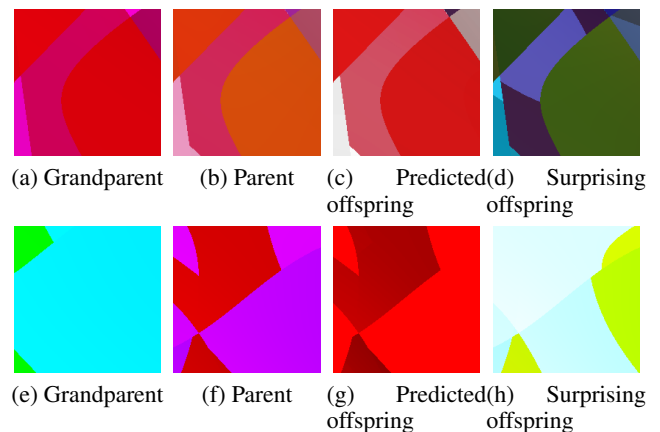 (a) Grandparent
(b) Parent
(c) Predicted
offspring
(d) Surprising
offspring
(e) Grandparent
(f) Parent
(g) Predicted
offspring
(h) Surprising
offspring